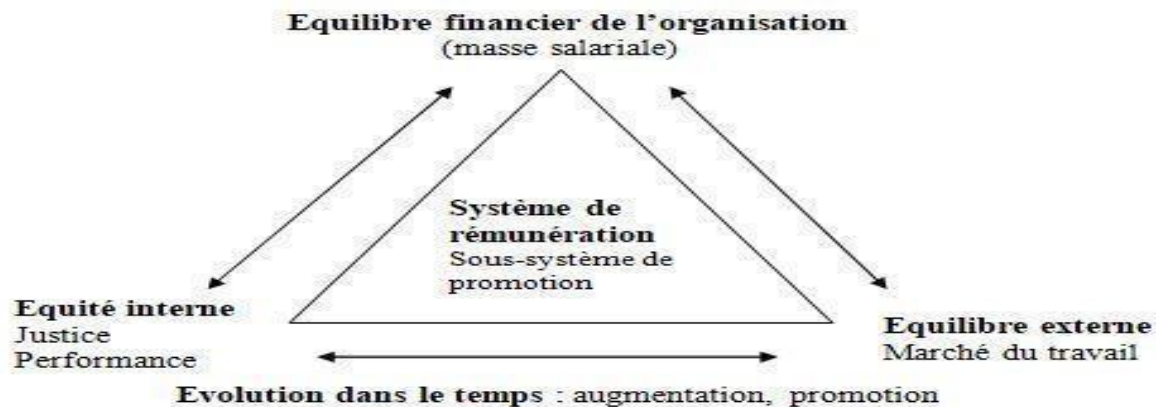 Equilibre financier de l'organisation
(masse salariale)
Système de
rémunération
Sous-système de
promotion
Equité interne
Justice
Performance
Equilibre externe
Marché du travail
Evolution dans le temps : augmentation, promotion